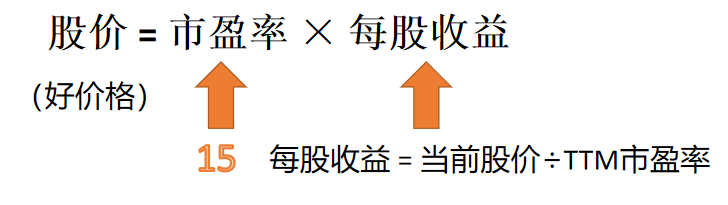 股价 = 市盈率 × 每股收益
（好价格）
15 每股收益 = 当前股价÷TTM市盈率